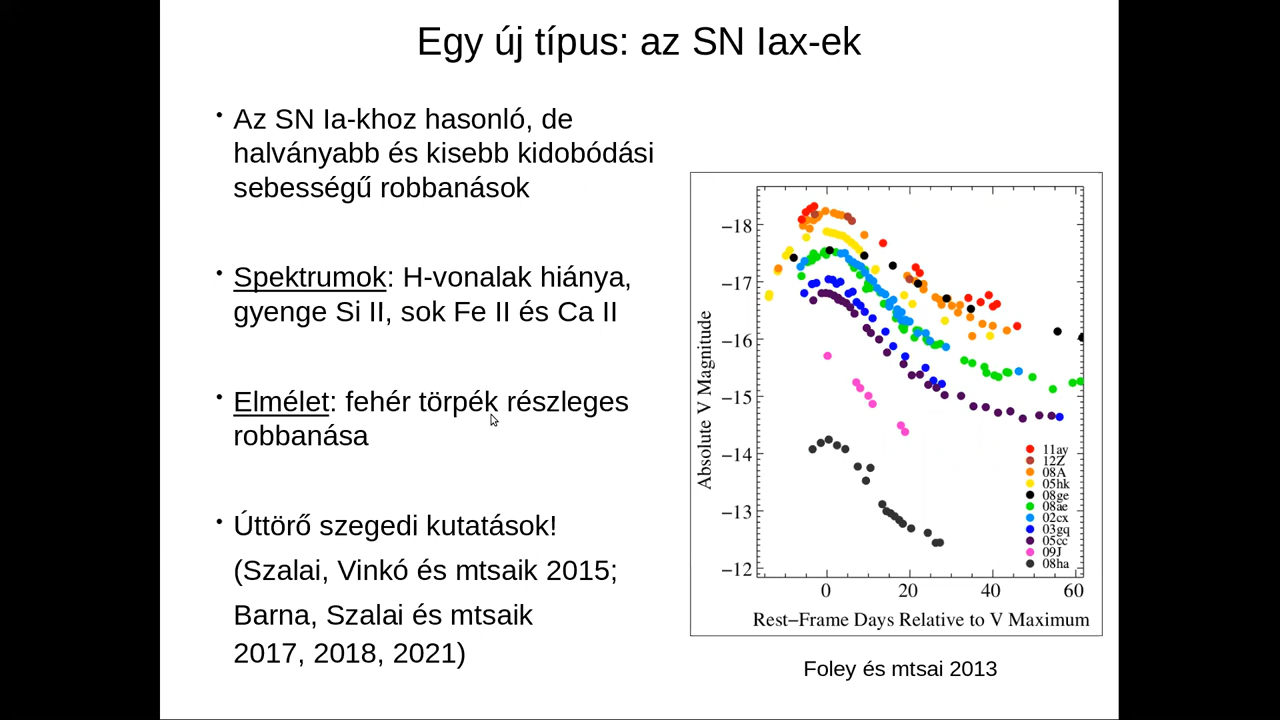 Egy új típus: az SN Iax-ek
• Az SN Ia-khoz hasonló, de
halványabb és kisebb kidobódási
sebességű robbanások
• Spektrumok: H-vonalak hiánya,
gyenge Si II, sok Fe II és Ca II
• Elmélet: fehér törpék részleges
robbanása
• Úttörő szegedi kutatások!
(Szalai, Vinkó és mtsaik 2015;
Barna, Szalai és mtsaik
2017, 2018, 2021)
Absolute V Magnitude
−18
−17
−16
−15
−14
−13
−12
11ay
12Z
08A
05hk
08ge
08ae
02cx
03gq
05cc
09J
08ha
0 20 40 60
Rest−Frame Days Relative to V Maximum
Foley és mtsai 2013